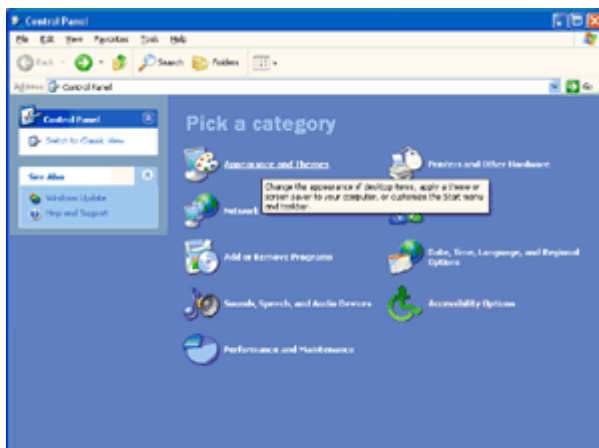 Control Panel
File Edit View Favorites Tools Help
Back Search Folders
Address Control Panel Go
Control Panel
Switch to Classic View
See Also
Windows Update
Help and Support
Pick a category
Appearance and Themes
Printers and Other Hardware
Change the appearance of desktop items, apply a theme or
screen saver to your computer, or customize the Start menu
and taskbar.
Network
Add or Remove Programs
Date, Time, Language, and Regional
Options
Sounds, Speech, and Audio Devices
Accessibility Options
Performance and Maintenance